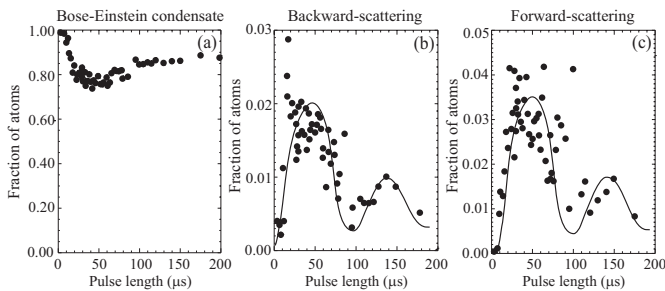 Bose-Einstein condensate
Backward-scattering
Forward-scattering
(a)
(b)
(c)
Fraction of atoms
1.00
0.80
0.60
0.40
0.20
0.00
0 50 100 150 200
Pulse length (μs)
Fraction of atoms
0.03
0.02
0.01
0.00
0 50 100 150 200
Pulse length (μs)
Fraction of atoms
0.05
0.04
0.03
0.02
0.01
0.00
0 50 100 150 200
Pulse length (μs)